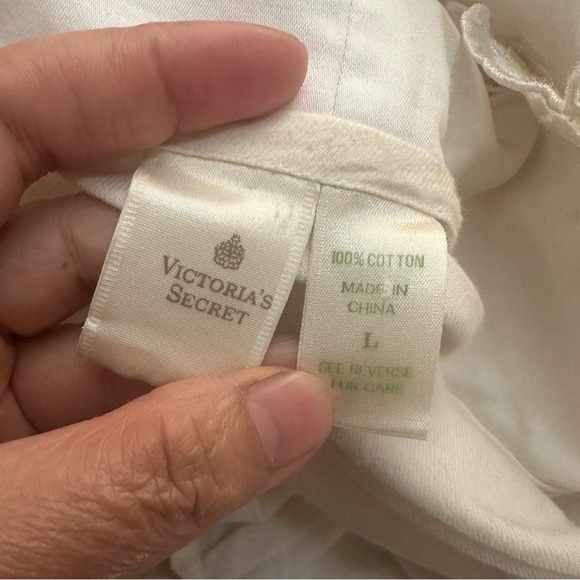 VICTORIA'S
SECRET
100% COTTON
MADE IN
CHINA
L
SEE REVERSE
FOR CARE